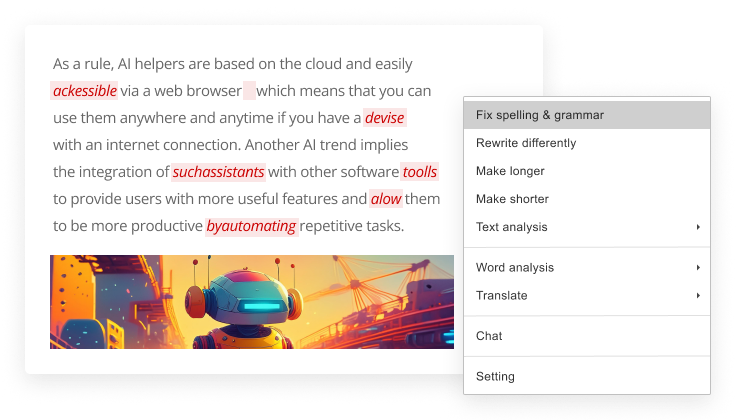 As a rule, AI helpers are based on the cloud and easily
ackessible via a web browser which means that you can
use them anywhere and anytime if you have a devise
with an internet connection. Another AI trend implies
the integration of suchassistants with other software toolls
to provide users with more useful features and alow them
to be more productive byautomating repetitive tasks.
Fix spelling & grammar
Rewrite differently
Make longer
Make shorter
Text analysis
Word analysis
Translate
Chat
Setting